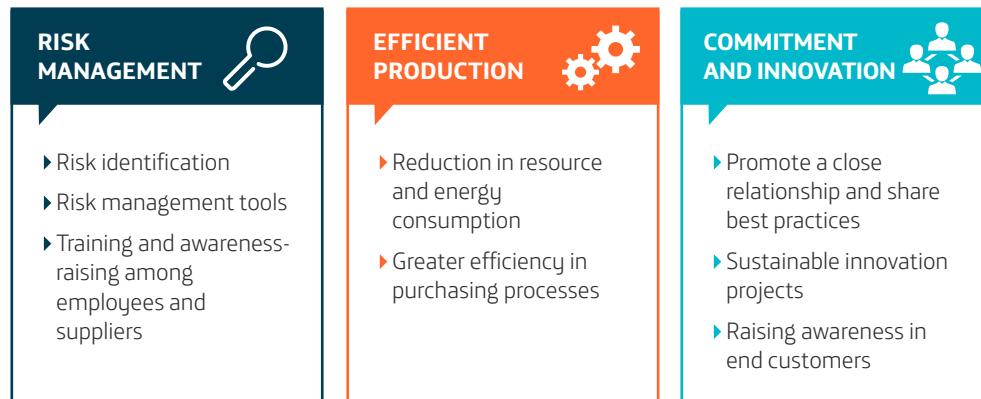 RISK
MANAGEMENT
Risk identification
Risk management tools
Training and awareness-
raising among
employees and
suppliers
EFFICIENT
PRODUCTION
Reduction in resource
and energy
consumption
Greater efficiency in
purchasing processes
COMMITMENT
AND INNOVATION
Promote a close
relationship and share
best practices
Sustainable innovation
projects
Raising awareness in
end customers